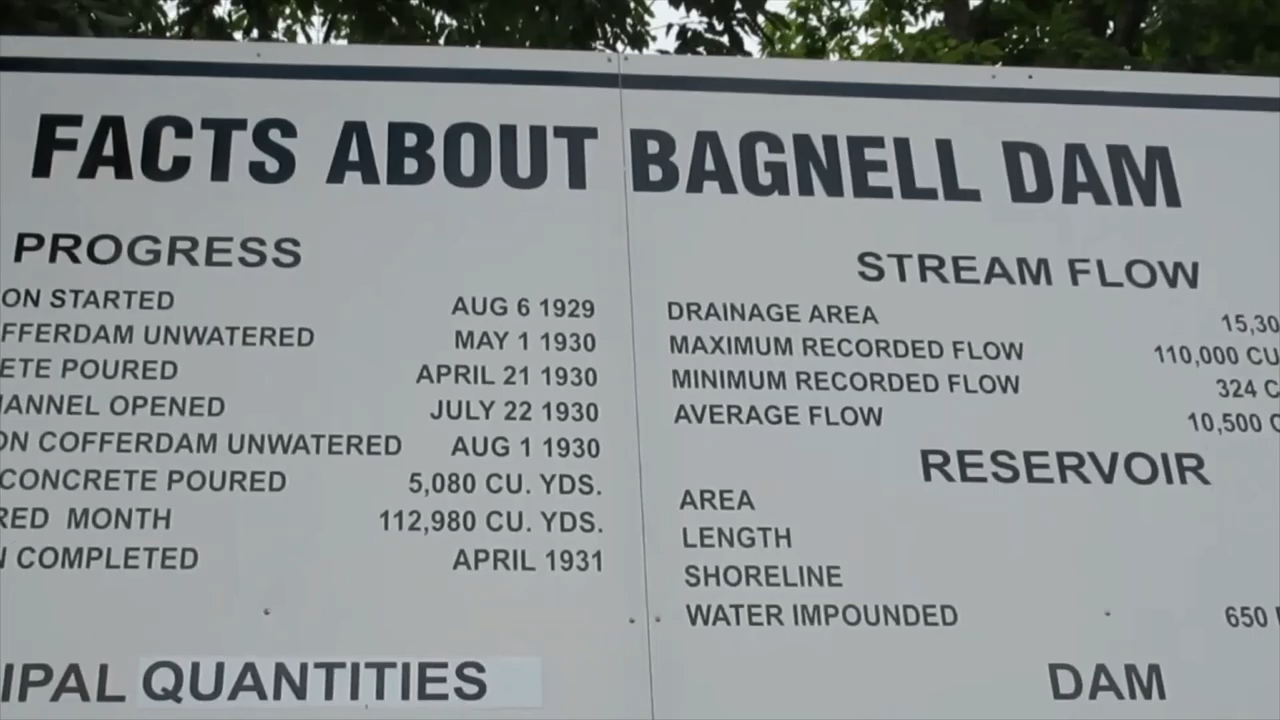 FACTS ABOUT BAGNELL DAM
PROGRESS
ON STARTED AUG 6 1929
FFERDAM UNWATERED MAY 1 1930
ETE POURED APRIL 21 1930
ANNEL OPENED JULY 22 1930
ON COFFERDAM UNWATERED AUG 1 1930
CONCRETE POURED 5,080 CU. YDS.
RED MONTH 112,980 CU. YDS.
COMPLETED APRIL 1931
IPAL QUANTITIES
STREAM FLOW
DRAINAGE AREA 15,30
MAXIMUM RECORDED FLOW 110,000 CU
MINIMUM RECORDED FLOW 324 C
AVERAGE FLOW 10,500 C
RESERVOIR
AREA
LENGTH
SHORELINE
WATER IMPOUNDED 650
DAM